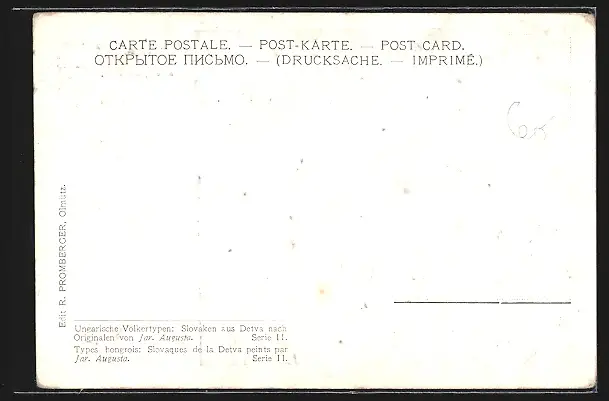 CARTE POSTALE. — POST-KARTE. — POST CARD.
ОТКРЫТОЕ ПИСЬМО. — (DRUCKSACHE. — IMPRIMÉ.)
Edit R. PROMBERGER, Olmütz.
Ungarische Völkertypen: Slovaken aus Detva nach
Originalen von Jar. Augusta. Serie II.
Types hongrois: Slovaques de la Detva peints par
Jar. Augusta. Serie II.